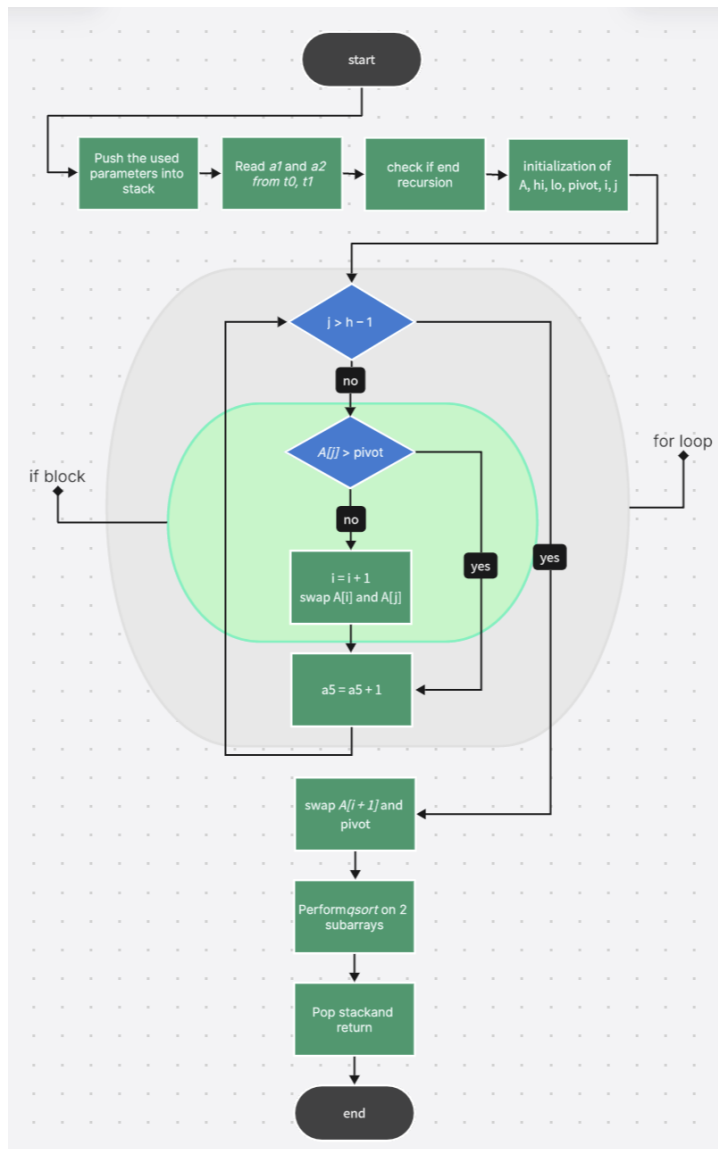 start
Push the used
parameters into
stack
Read a1 and a2
from t0, t1
check if end
recursion
initialization of
A, hi, lo, pivot, i, j
j > h − 1
no
A[j] > pivot
for loop
if block
no
yes
yes
i = i + 1
swap A[i] and A[j]
a5 = a5 + 1
swap A[i + 1] and
pivot
Performqsort on 2
subarrays
Pop stackand
return
end